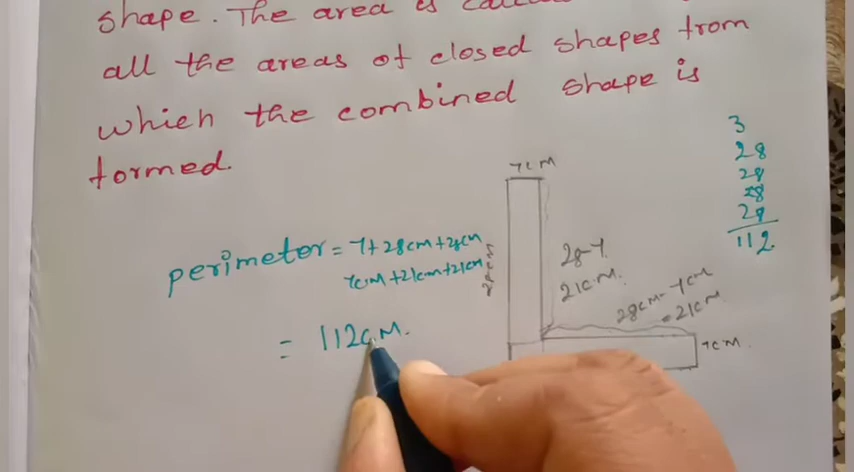 shape. The area is
all the areas of closed shapes from
which the combined shape is
formed.
perimeter = 7+28cm+28cm
7cm+21cm+21cm
= 112cM.
7cM
28cm
28-7
21cM.
28cM-7cM
=21cM
7cM.
3
28
28
28
28
112